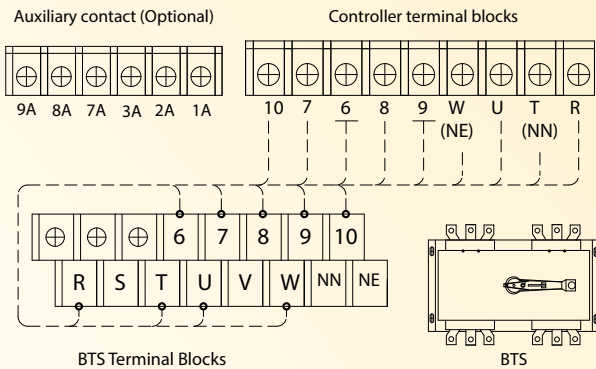 Auxiliary contact (Optional)
Controller terminal blocks
9A 8A 7A 3A 2A 1A
10 7 6 8 9 W U T R
(NE) (NN)
6 7 8 9 10
R S T U V W NN NE
BTS Terminal Blocks
BTS